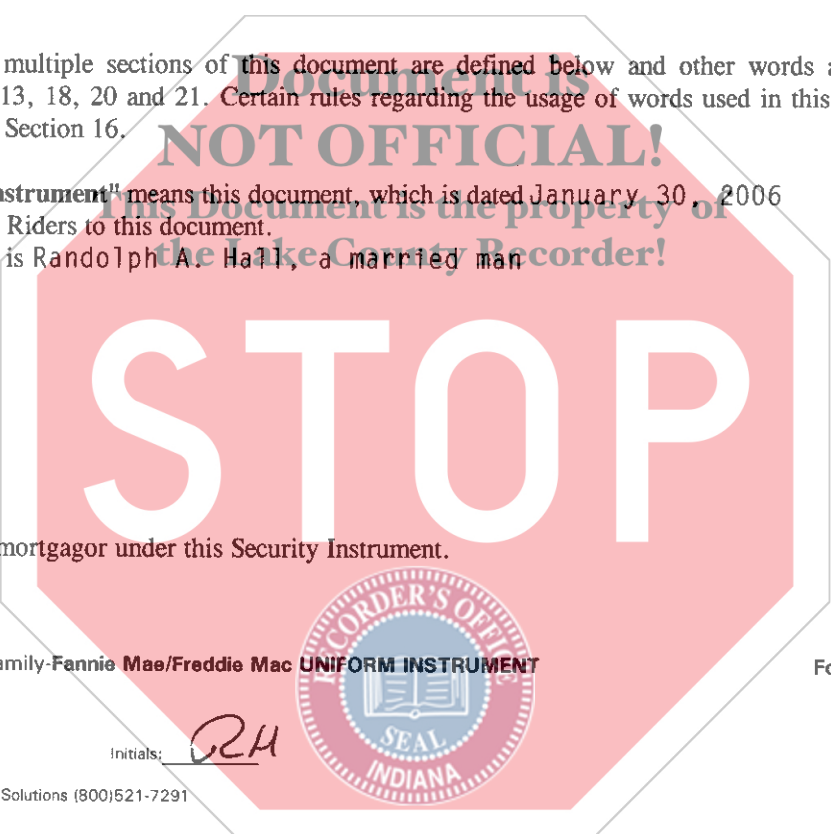 multiple sections of this document are defined below and other words a
Document is
13, 18, 20 and 21. Certain rules regarding the usage of words used in this
Section 16.
NOT OFFICIAL!
nstrument" means this document, which is dated January 30, 2006
This Document is the property of
Riders to this document.
is Randolph A. Hall, a married man
the Lake County Recorder!
STOP
mortgagor under this Security Instrument.
RECORDER'S OFFICE
amily-Fannie Mae/Freddie Mac UNIFORM INSTRUMENT
Fo
SEAL
Initials: RH
INDIANA
Solutions (800)521-7291